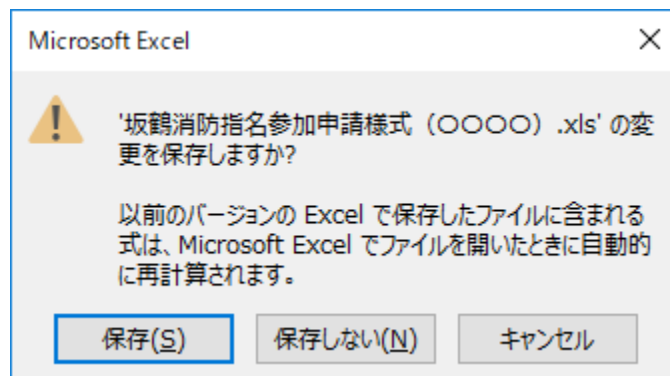 Microsoft Excel
'坂鶴消防指名参加申請様式（〇〇〇〇）.xls' の変
更を保存しますか?
以前のバージョンの Excel で保存したファイルに含まれる
式は、Microsoft Excel でファイルを開いたときに自動的
に再計算されます。
保存(S) 保存しない(N) キャンセル